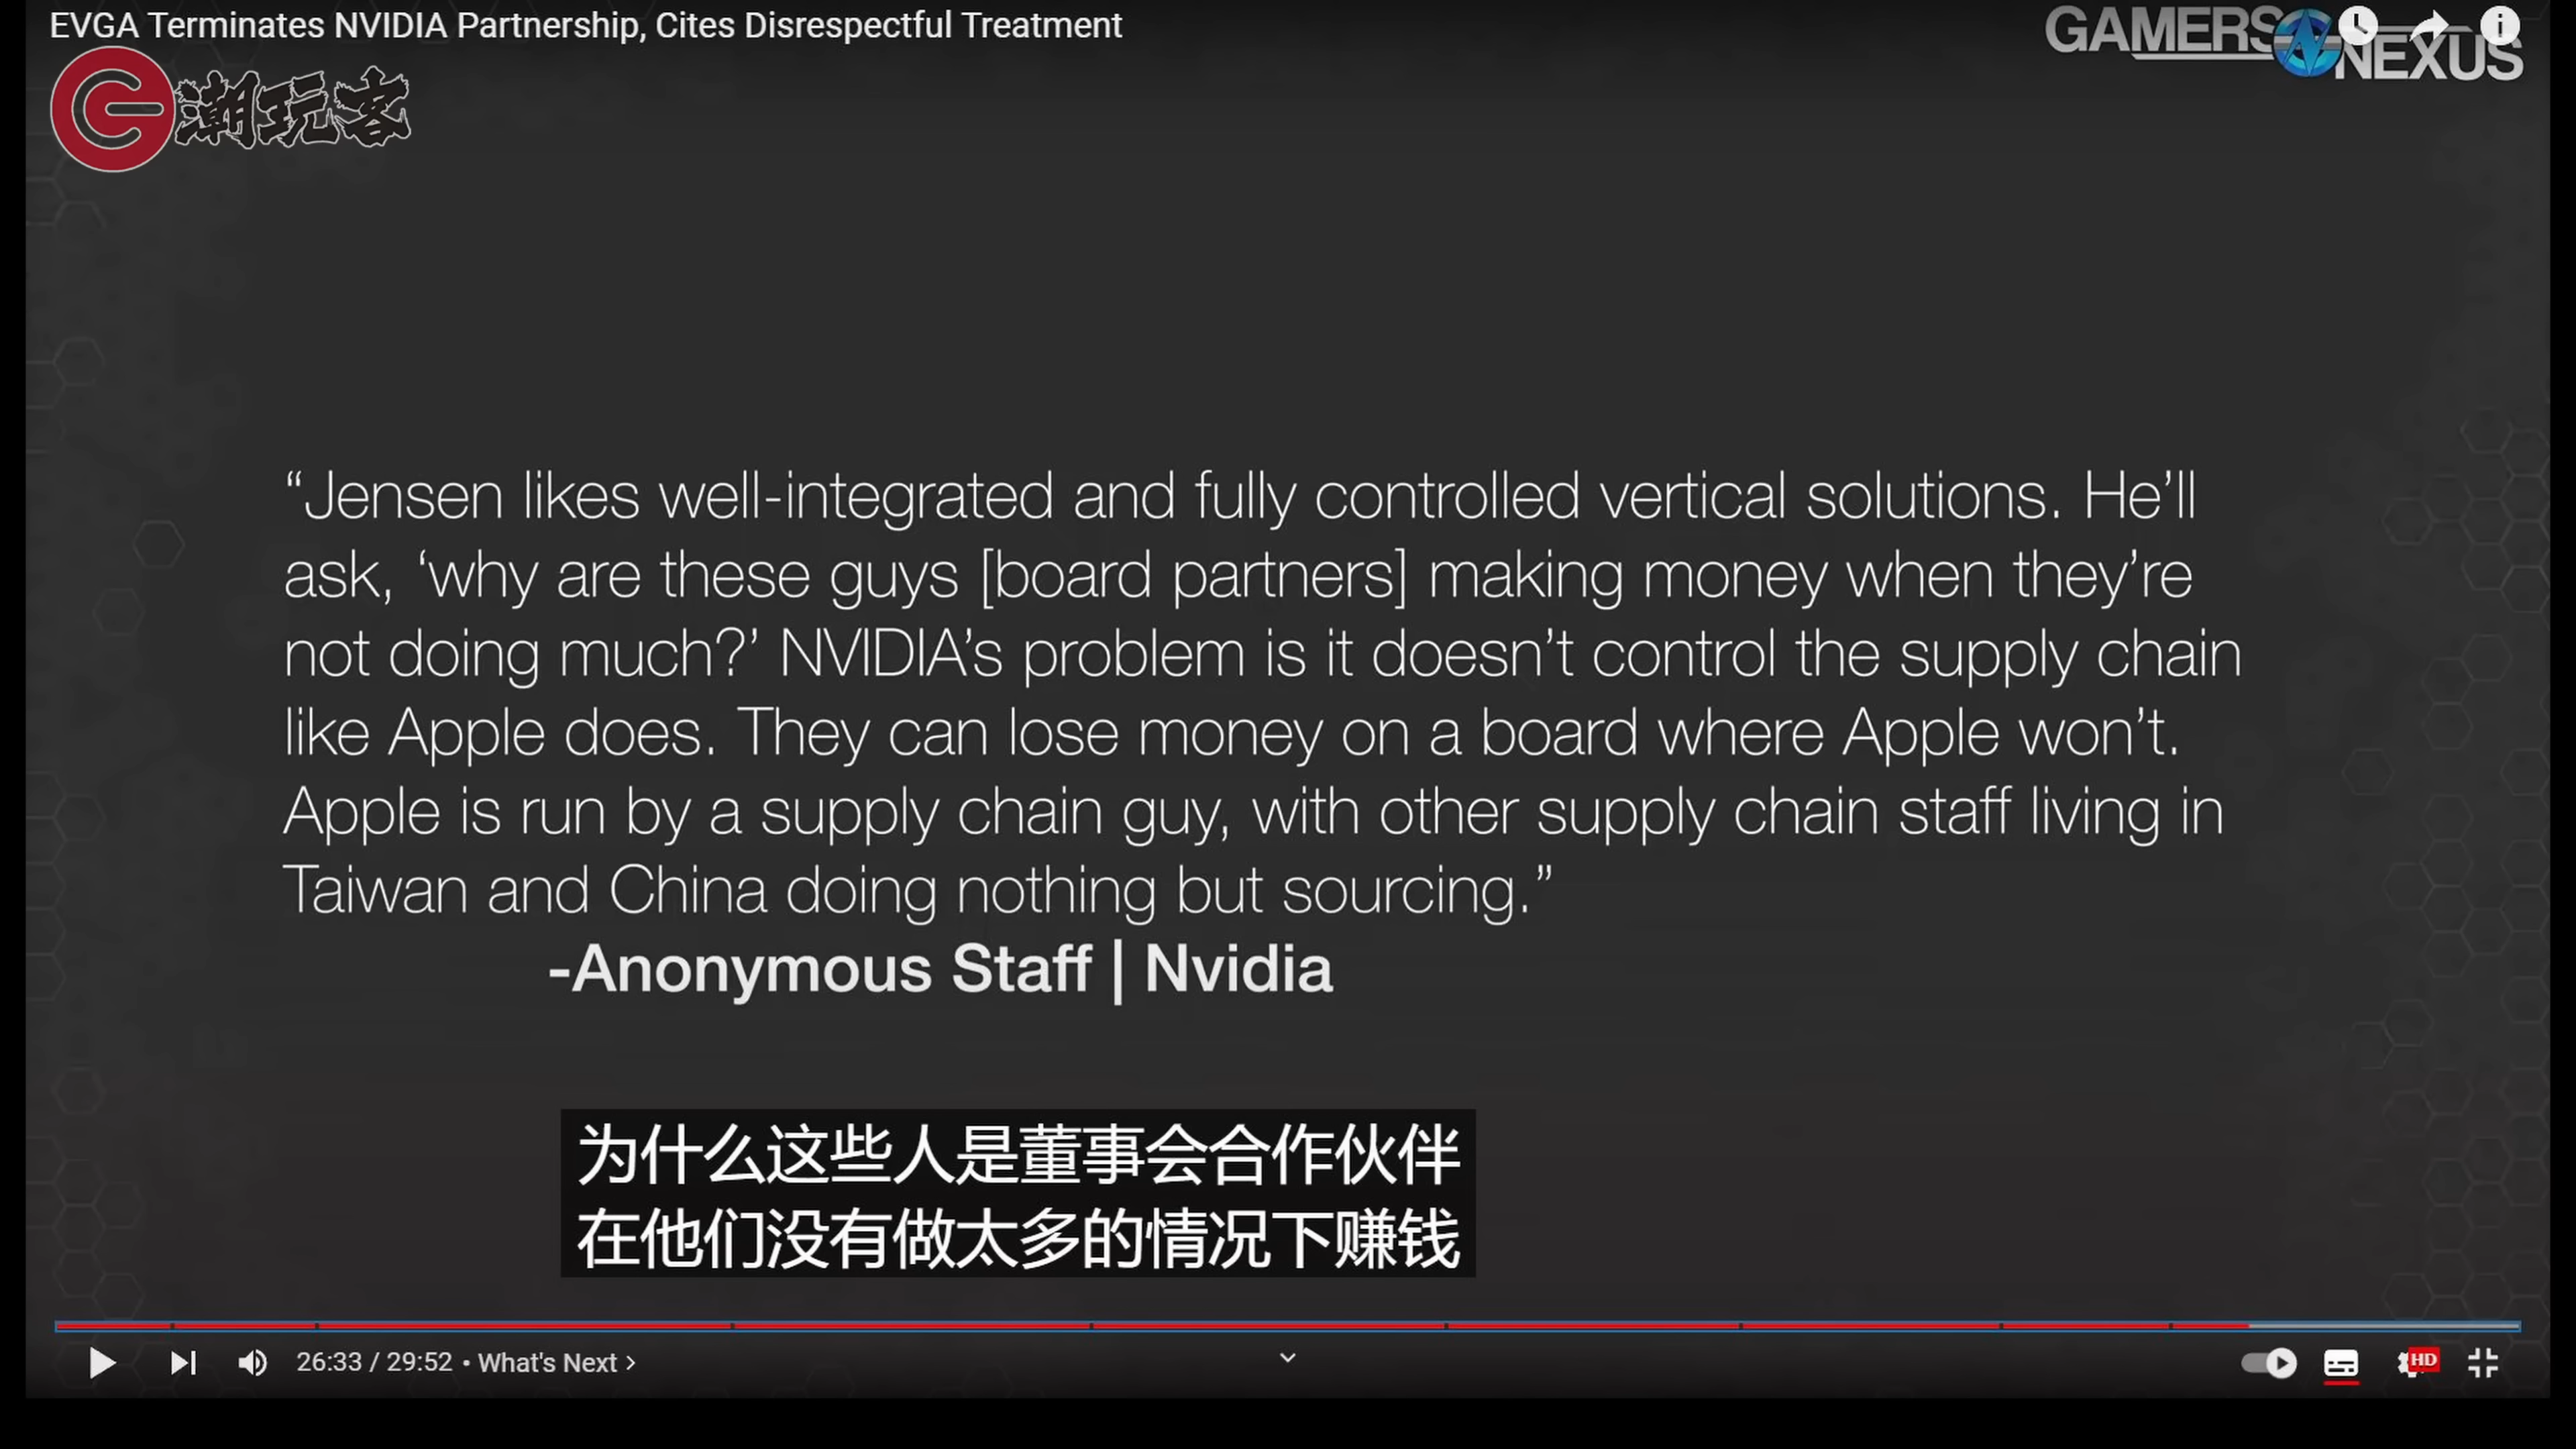 EVGA Terminates NVIDIA Partnership, Cites Disrespectful Treatment
GAMERS NEXUS
潮玩客
“Jensen likes well-integrated and fully controlled vertical solutions. He’ll
ask, ‘why are these guys [board partners] making money when they’re
not doing much?’ NVIDIA’s problem is it doesn’t control the supply chain
like Apple does. They can lose money on a board where Apple won’t.
Apple is run by a supply chain guy, with other supply chain staff living in
Taiwan and China doing nothing but sourcing.”
-Anonymous Staff | Nvidia
为什么这些人是董事会合作伙伴
在他们没有做太多的情况下赚钱
26:33 / 29:52 • What's Next ›
HD